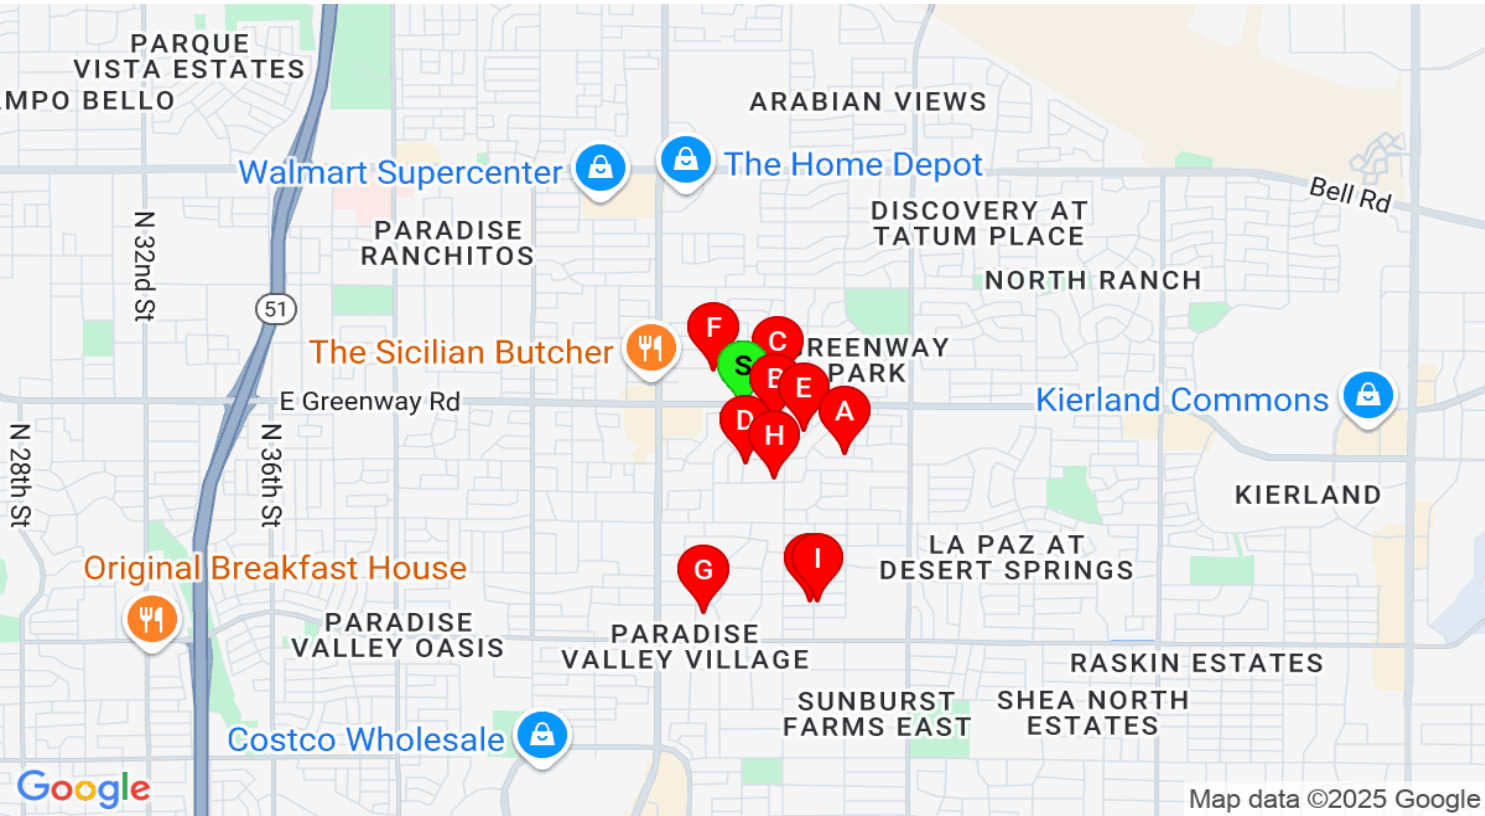 PARQUE
VISTA ESTATES
AMPO BELLO
ARABIAN VIEWS
Walmart Supercenter
The Home Depot
Bell Rd
N 32nd St
PARADISE
RANCHITOS
DISCOVERY AT
TATUM PLACE
NORTH RANCH
51
F
C
The Sicilian Butcher
S
GREENWAY
PARK
B
E
E Greenway Rd
A
Kierland Commons
D
H
N 28th St
N 36th St
KIERLAND
LA PAZ AT
DESERT SPRINGS
I
G
Original Breakfast House
PARADISE
VALLEY OASIS
PARADISE
VALLEY VILLAGE
RASKIN ESTATES
SUNBURST
FARMS EAST
SHEA NORTH
ESTATES
Costco Wholesale
Google
Map data ©2025 Google